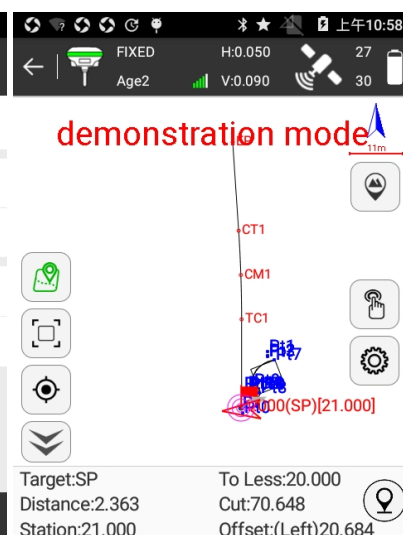 上午10:58
FIXED H:0.050 27
Age2 V:0.090 30
demonstration mode
11m
CT1
CM1
TC1
(SP)[21.000]
Target:SP To Less:20.000
Distance:2.363 Cut:70.648
Station:21.000 Offset:(Left)20.684